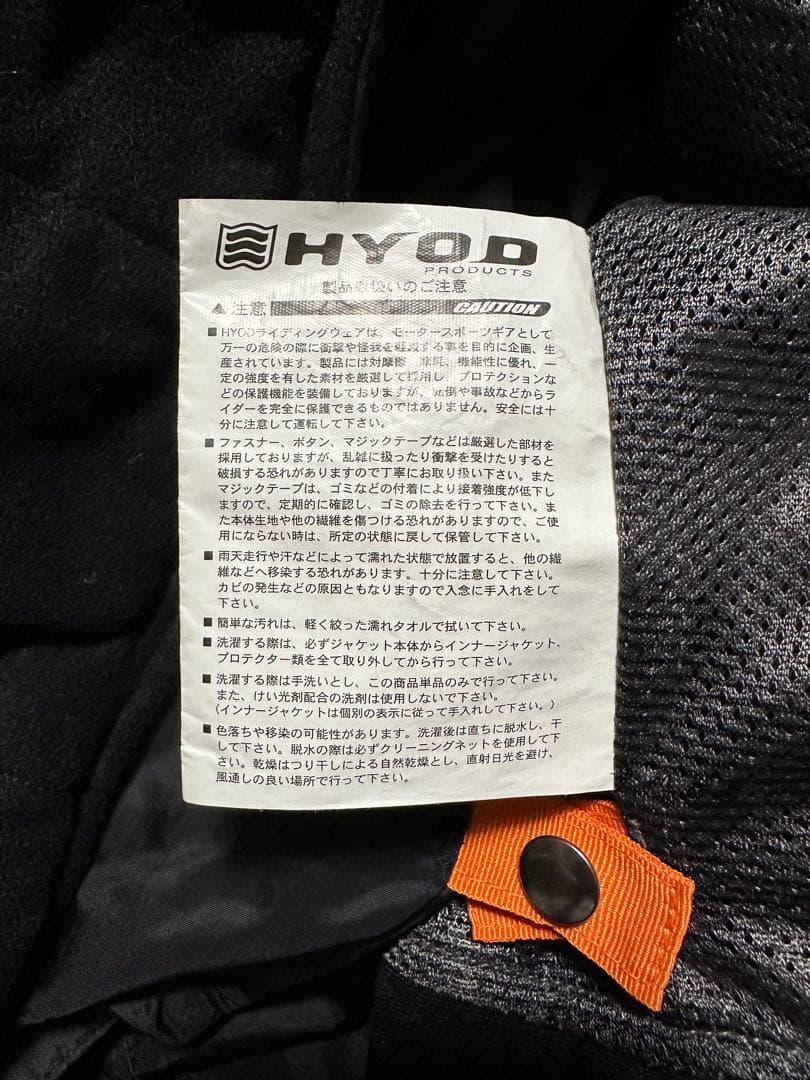 HYOD
PRODUCTS
製品取扱いのご注意
▲注意 CAUTION
■ HYODライディングウェアは、モータースポーツギアとして
万一の危険の際に衝撃や怪我を軽減する事を目的に企画、生
産されています。製品には対摩擦、摩耗、機能性に優れ、一
定の強度を有した素材を厳選して採用し、プロテクションな
どの保護機能を装備しておりますが、転倒や事故などからラ
イダーを完全に保護できるものではありません。安全には十
分に注意して運転して下さい。
■ ファスナー、ボタン、マジックテープなどは厳選した部材を
採用しておりますが、乱雑に扱ったり衝撃を受けたりすると
破損する恐れがありますので丁寧にお取り扱い下さい。また
マジックテープは、ゴミなどの付着により接着強度が低下し
ますので、定期的に確認し、ゴミの除去を行って下さい。ま
た本体生地や他の繊維を傷つける恐れがありますので、ご使
用にならない時は、所定の状態に戻して保管して下さい。
■ 雨天走行や汗などによって濡れた状態で放置すると、他の繊
維などへ移染する恐れがあります。十分に注意して下さい。
カビの発生などの原因ともなりますので入念に手入れをして
下さい。
■ 簡単な汚れは、軽く絞った濡れタオルで拭いて下さい。
■ 洗濯する際は、必ずジャケット本体からインナージャケット、
プロテクター類を全て取り外してから行って下さい。
■ 洗濯する際は手洗いとし、この商品単品のみで行って下さい。
また、けい光剤配合の洗剤は使用しないで下さい。
(インナージャケットは個別の表示に従って手入れして下さい。)
■ 色落ちや移染の可能性があります。洗濯後は直ちに脱水し、干
して下さい。脱水の際は必ずクリーニングネットを使用して下
さい。乾燥はつり干しによる自然乾燥とし、直射日光を避け、
風通しの良い場所で行って下さい。